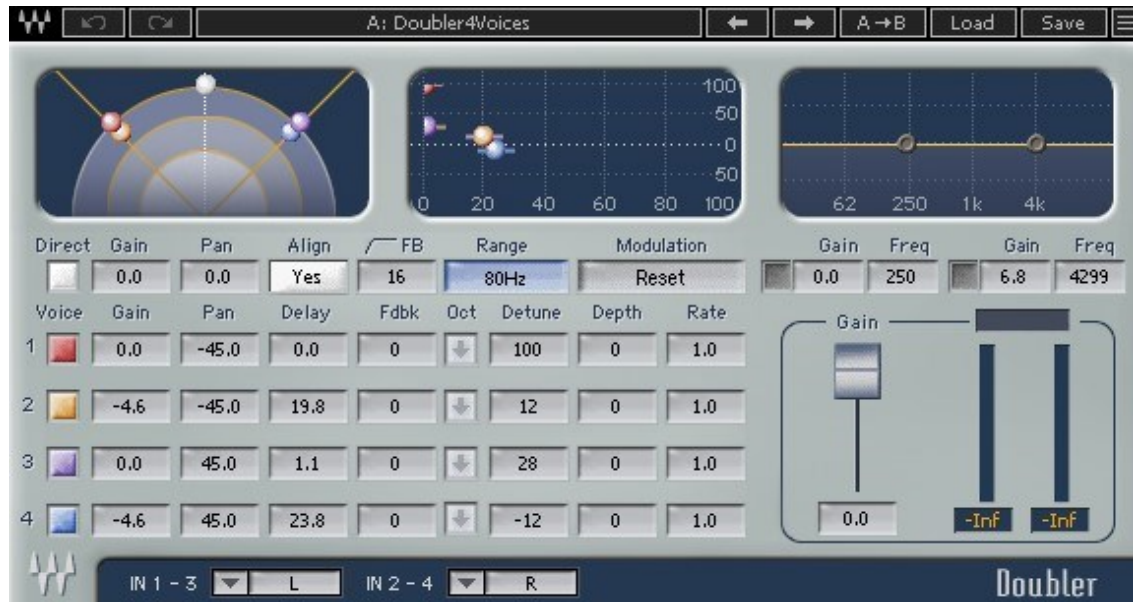 A: Doubler4Voices A→B Load Save
100
50
0
50
0 20 40 60 80 100
62 250 1k 4k
Direct Gain Pan Align FB Range Modulation Gain Freq Gain Freq
0.0 0.0 Yes 16 80Hz Reset 0.0 250 6.8 4299
Voice Gain Pan Delay Fdbk Oct Detune Depth Rate Gain
1 0.0 -45.0 0.0 0 100 0 1.0
2 -4.6 -45.0 19.8 0 12 0 1.0
3 0.0 45.0 1.1 0 28 0 1.0
4 -4.6 45.0 23.8 0 -12 0 1.0 0.0 -Inf -Inf
IN 1 - 3 L IN 2 - 4 R Doubler